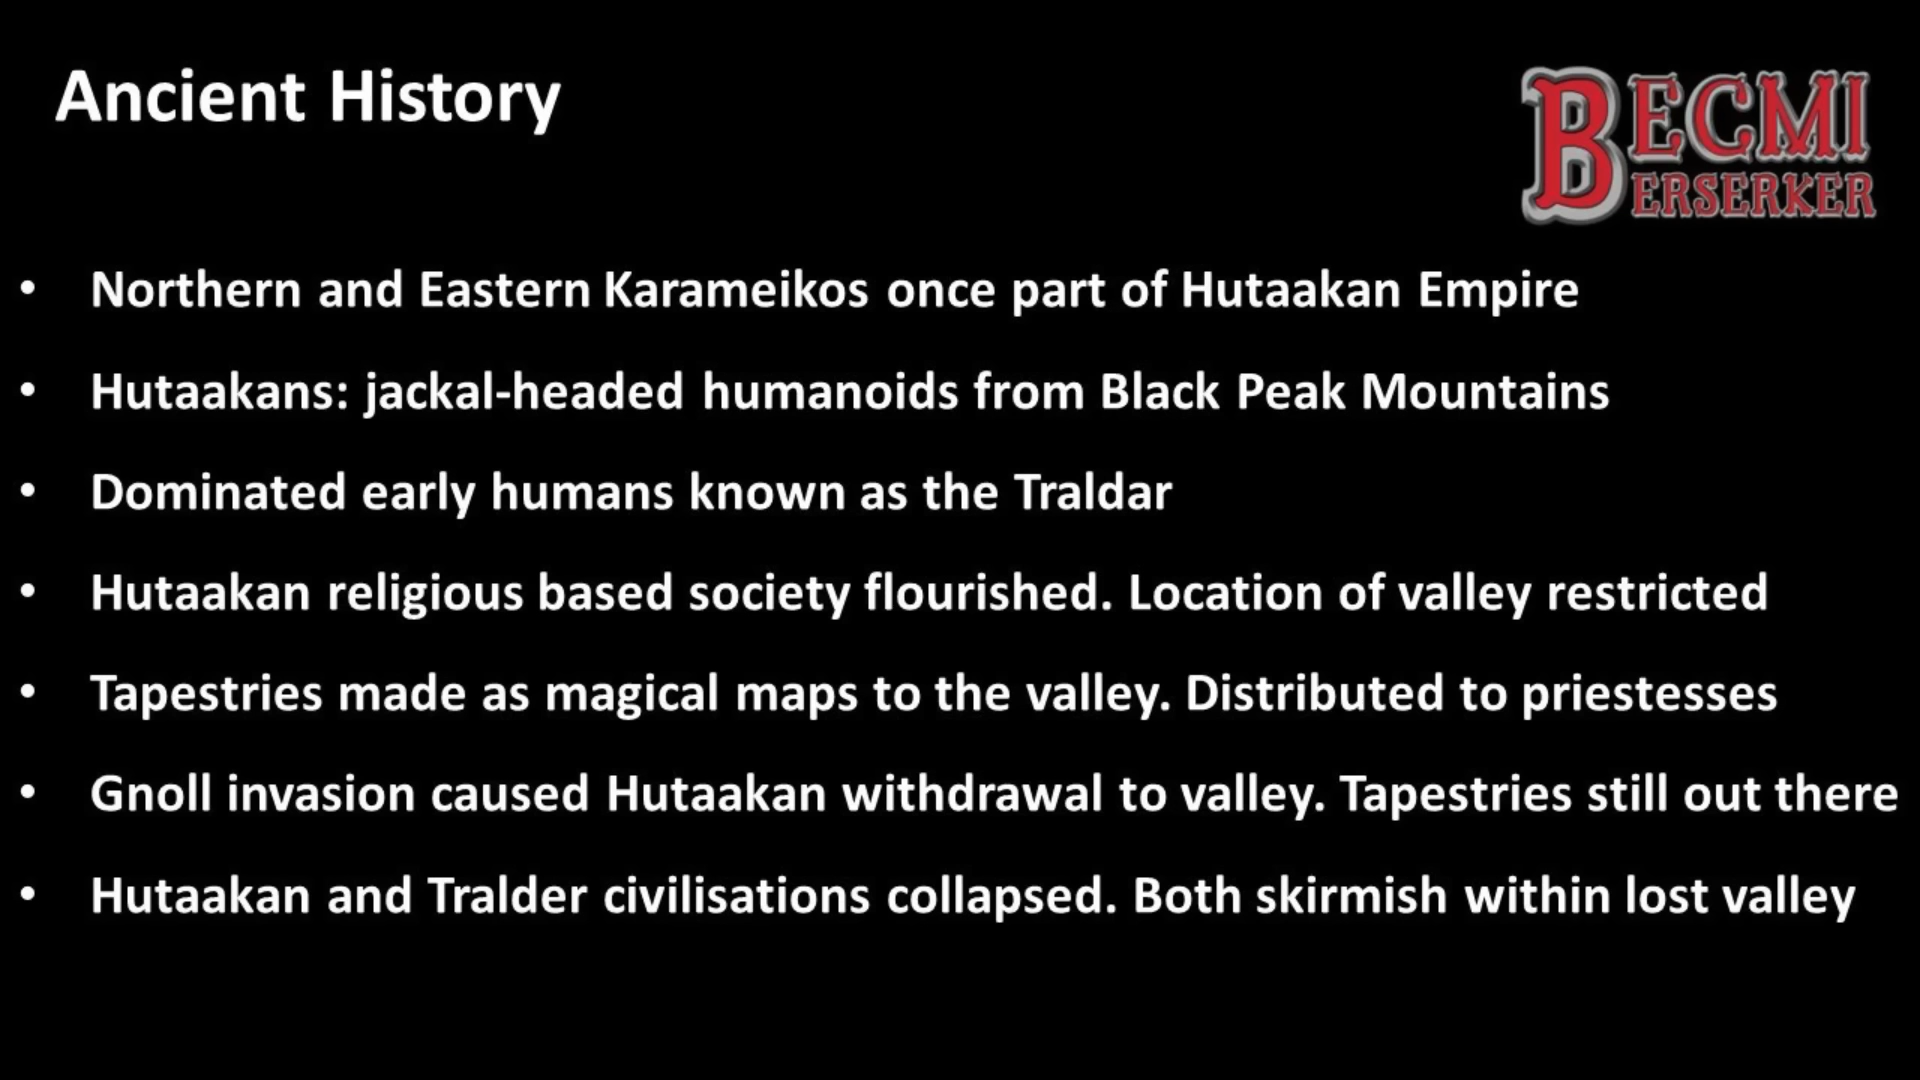 Ancient History
BECMI
BERSERKER
• Northern and Eastern Karameikos once part of Hutaakan Empire
• Hutaakans: jackal-headed humanoids from Black Peak Mountains
• Dominated early humans known as the Traldar
• Hutaakan religious based society flourished. Location of valley restricted
• Tapestries made as magical maps to the valley. Distributed to priestesses
• Gnoll invasion caused Hutaakan withdrawal to valley. Tapestries still out there
• Hutaakan and Tralder civilisations collapsed. Both skirmish within lost valley